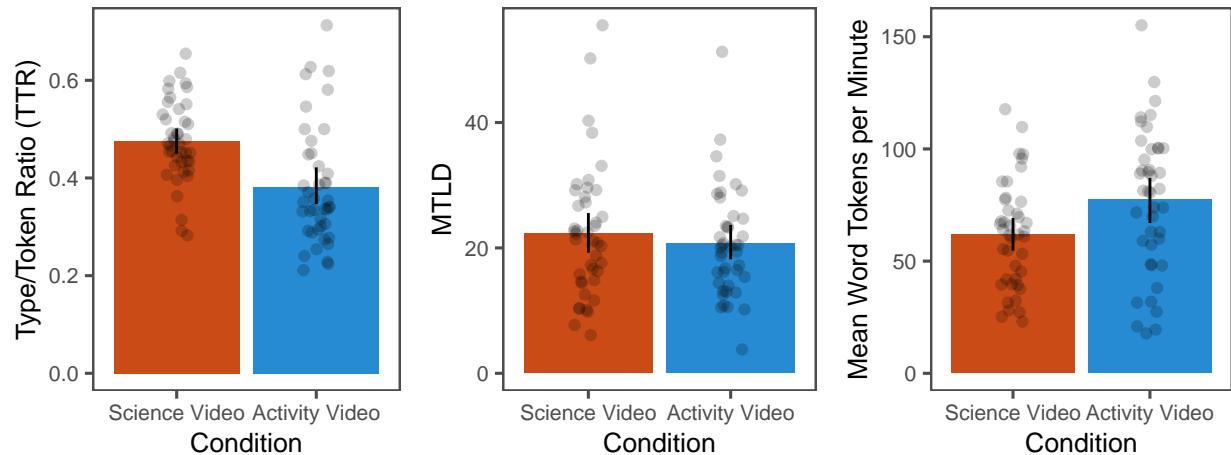 Type/Token Ratio (TTR)
0.6
0.4
0.2
0.0
Science Video Activity Video
Condition
MTLD
40
20
0
Science Video Activity Video
Condition
Mean Word Tokens per Minute
150
100
50
0
Science Video Activity Video
Condition